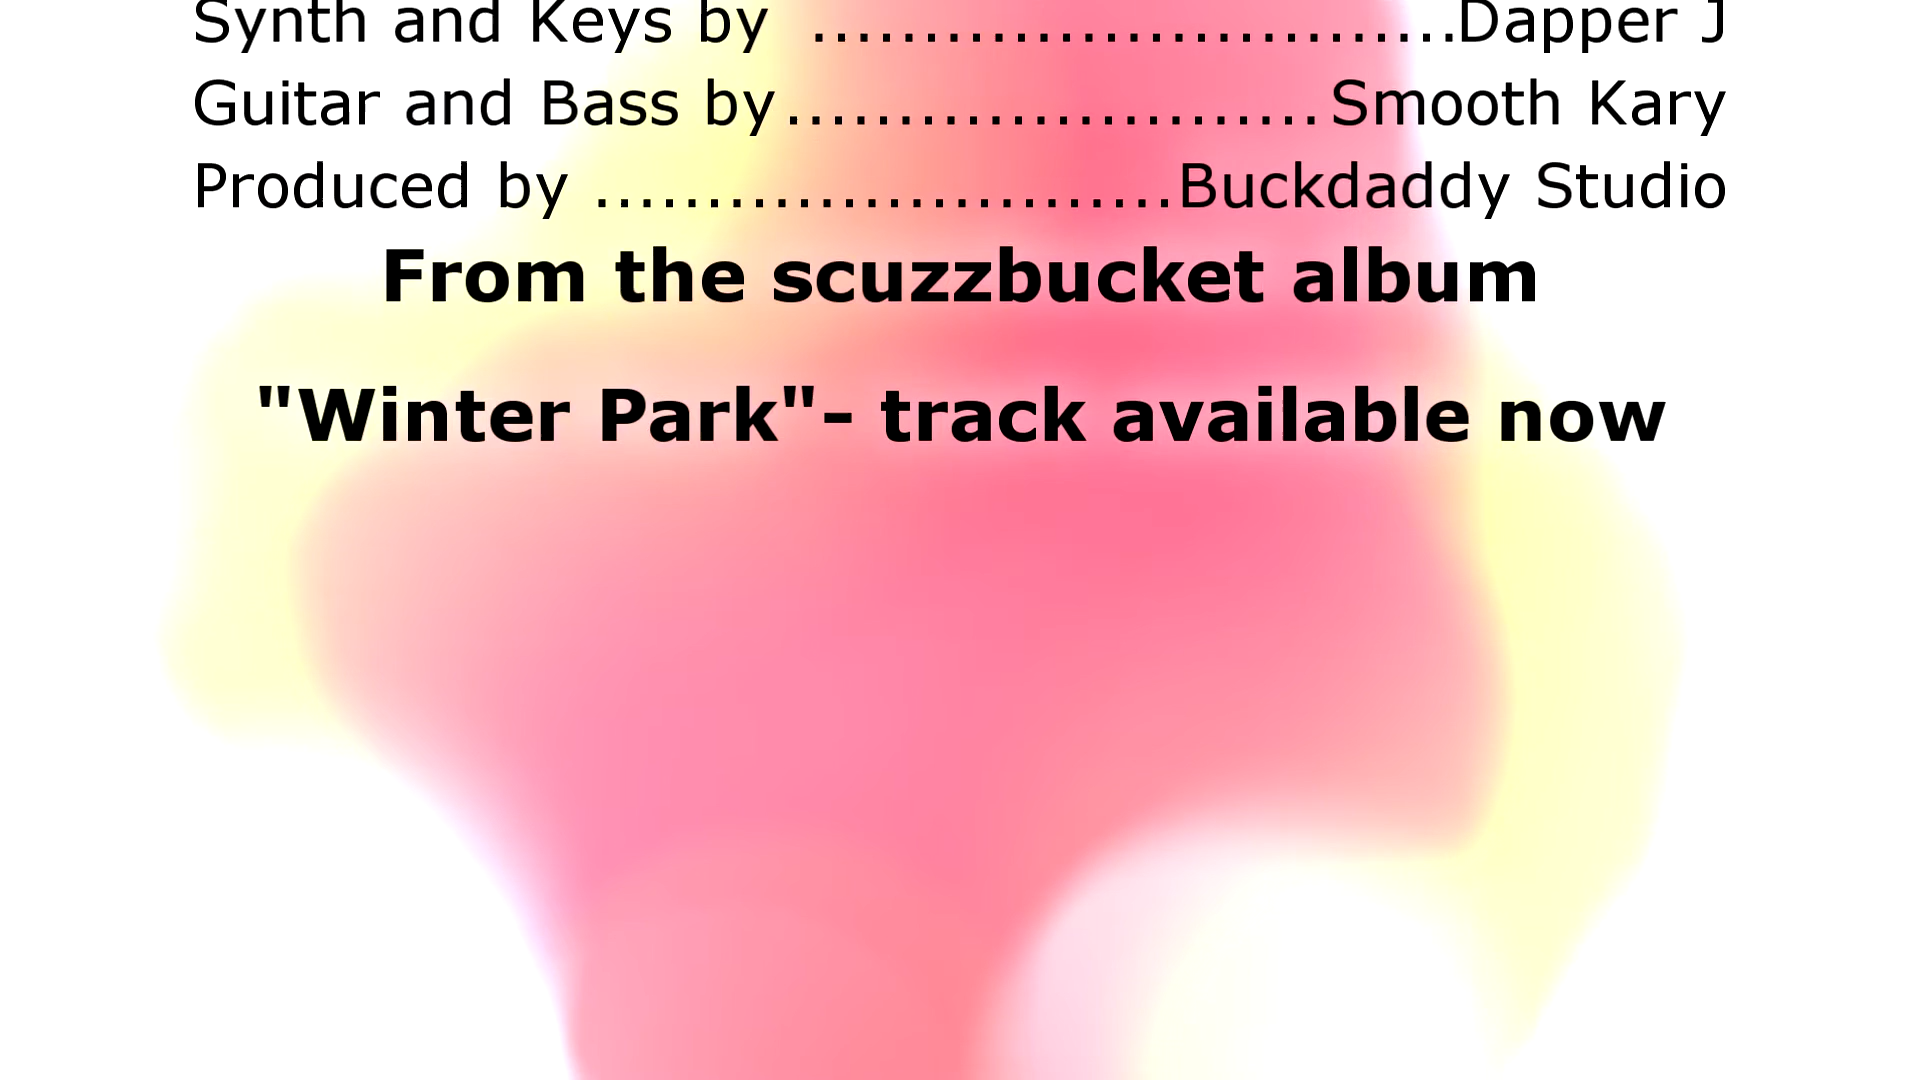 Synth and Keys by ..............................Dapper J
Guitar and Bass by........................Smooth Kary
Produced by ..........................Buckdaddy Studio
From the scuzzbucket album
"Winter Park"- track available now